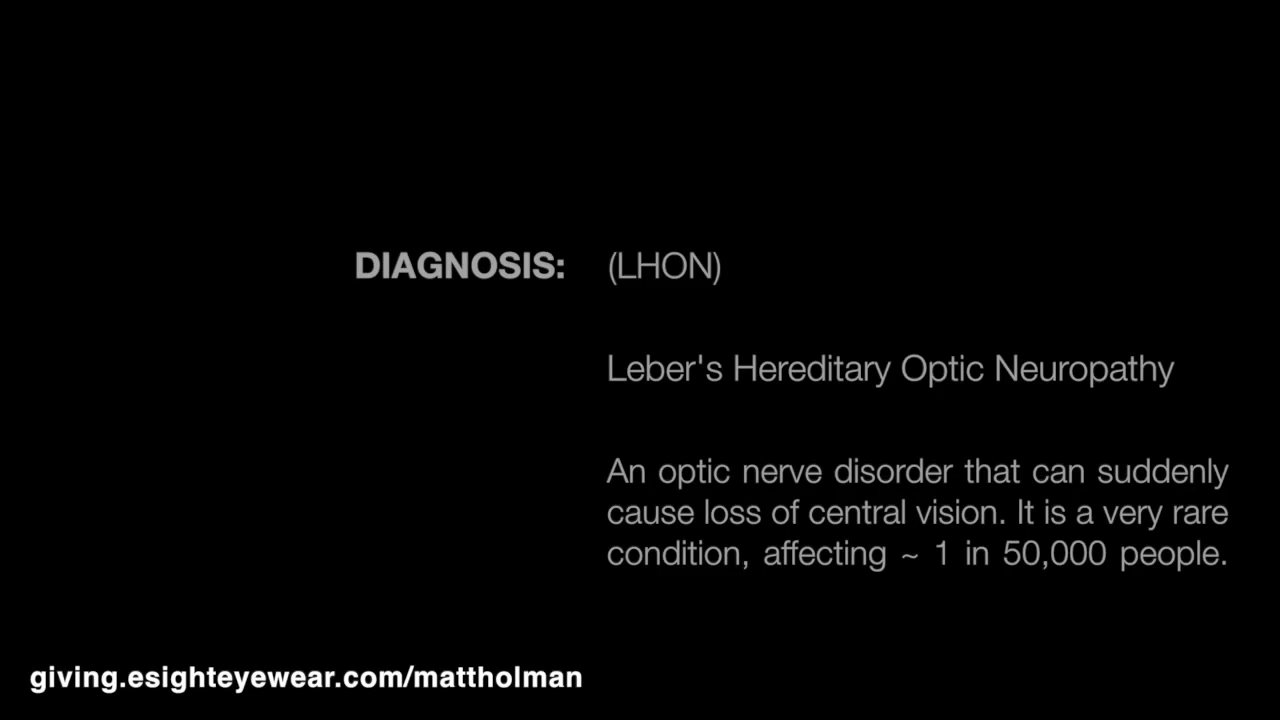 DIAGNOSIS: (LHON)
Leber's Hereditary Optic Neuropathy
An optic nerve disorder that can suddenly
cause loss of central vision. It is a very rare
condition, affecting ~ 1 in 50,000 people.
giving.esighteyewear.com/mattholman